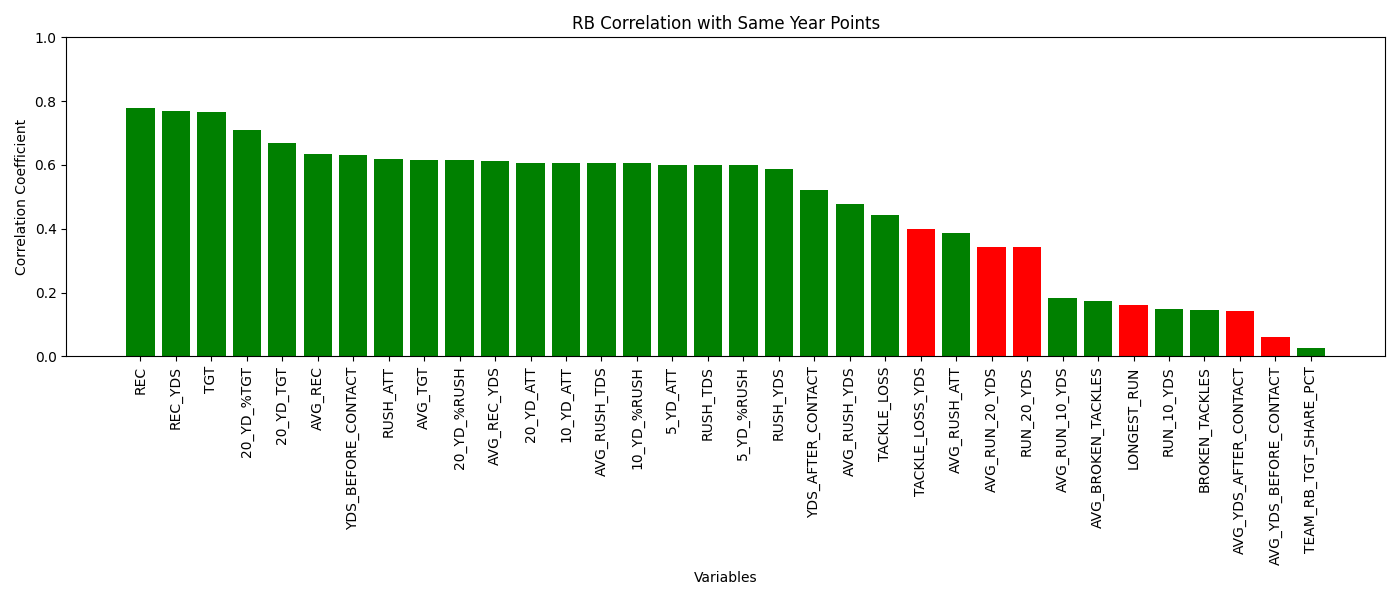 RB Correlation with Same Year Points
Correlation Coefficient
1.0
0.8
0.6
0.4
0.2
0.0
REC
REC_YDS
TGT
20_YD_%TGT
20_YD_TGT
AVG_REC
YDS_BEFORE_CONTACT
RUSH_ATT
AVG_TGT
20_YD_%RUSH
AVG_REC_YDS
20_YD_ATT
10_YD_ATT
AVG_RUSH_TDS
10_YD_%RUSH
5_YD_ATT
RUSH_TDS
5_YD_%RUSH
RUSH_YDS
YDS_AFTER_CONTACT
AVG_RUSH_YDS
TACKLE_LOSS
TACKLE_LOSS_YDS
AVG_RUSH_ATT
AVG_RUN_20_YDS
RUN_20_YDS
AVG_RUN_10_YDS
AVG_BROKEN_TACKLES
LONGEST_RUN
RUN_10_YDS
BROKEN_TACKLES
AVG_YDS_AFTER_CONTACT
AVG_YDS_BEFORE_CONTACT
TEAM_RB_TGT_SHARE_PCT
Variables